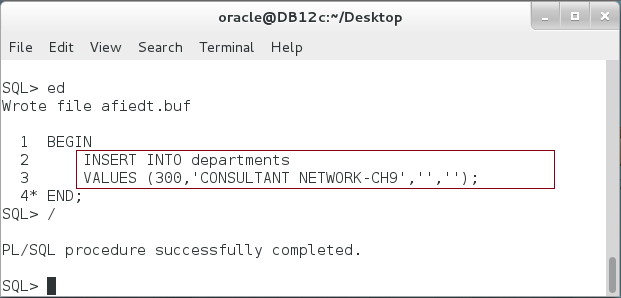 oracle@DB12c:~/Desktop
File Edit View Search Terminal Help
SQL> ed
Wrote file afiedt.buf
1 BEGIN
2 INSERT INTO departments
3 VALUES (300,'CONSULTANT NETWORK-CH9','','');
4* END;
SQL> /
PL/SQL procedure successfully completed.
SQL>